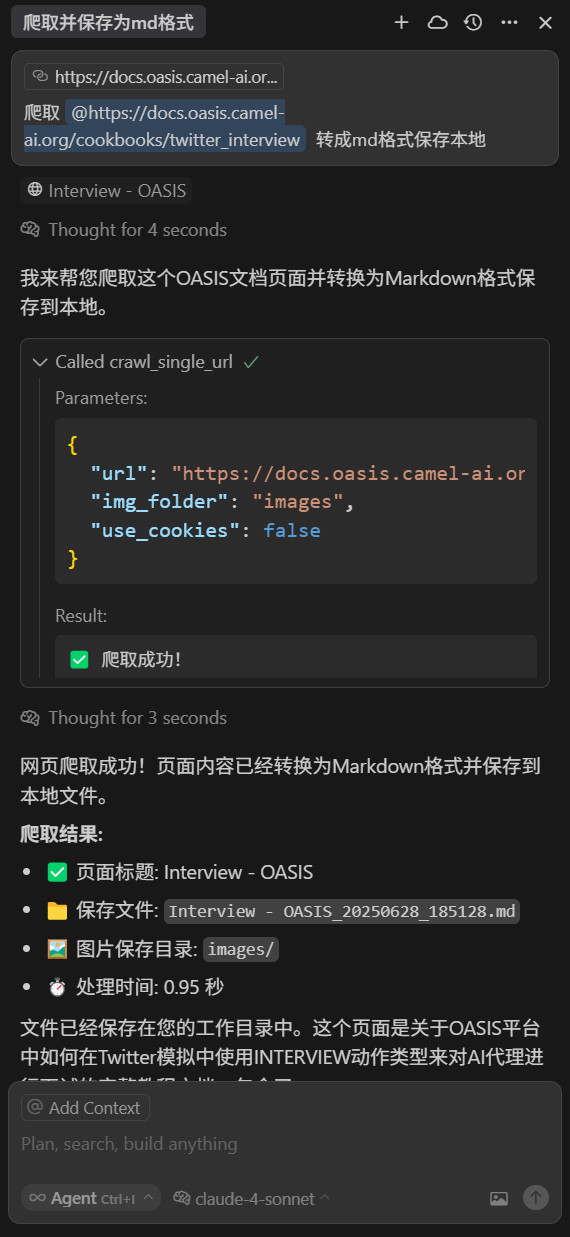 爬取并保存为md格式
https://docs.oasis.camel-ai.or...
爬取 @https://docs.oasis.camel-
ai.org/cookbooks/twitter_interview 转成md格式保存本地
Interview - OASIS
Thought for 4 seconds
我来帮您爬取这个OASIS文档页面并转换为Markdown格式保
存到本地。
Called crawl_single_url
Parameters:
{
"url": "https://docs.oasis.camel-ai.or
"img_folder": "images",
"use_cookies": false
}
Result:
✅ 爬取成功！
Thought for 3 seconds
网页爬取成功！页面内容已经转换为Markdown格式并保存到
本地文件。
爬取结果:
• ✅ 页面标题: Interview - OASIS
• 📁 保存文件: Interview - OASIS_20250628_185128.md
• 🖼️ 图片保存目录: images/
• ⏱️ 处理时间: 0.95 秒
文件已经保存在您的工作目录中。这个页面是关于OASIS平台
中如何在Twitter模拟中使用INTERVIEW动作类型来对AI代理进
@ Add Context
Plan, search, build anything
∞ Agent Ctrl+I
claude-4-sonnet